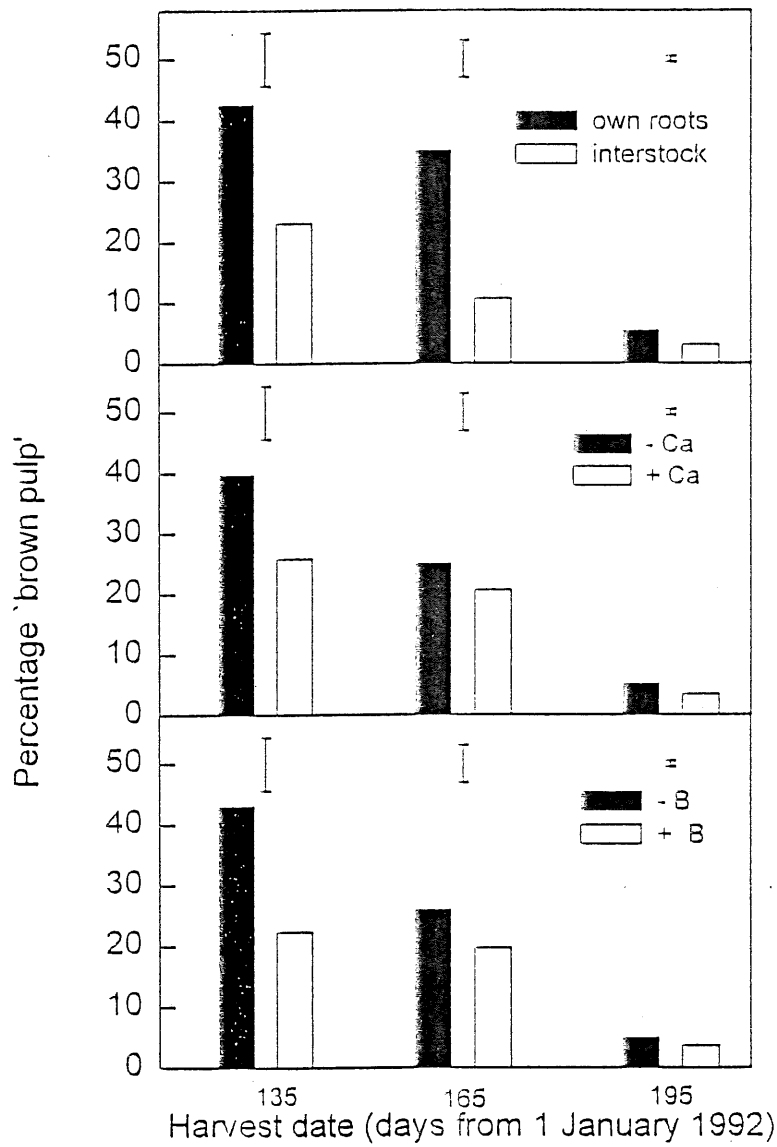 50
40
30
20
10
0
own roots
interstock
50
40
30
20
10
0
- Ca
+ Ca
50
40
30
20
10
0
- B
+ B
Percentage `brown pulp'
135 165 195
Harvest date (days from 1 January 1992)